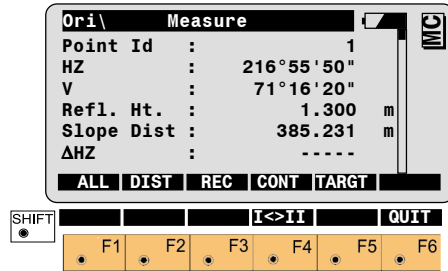 Ori\ Measure
MC
Point Id : 1
HZ : 216°55'50"
V : 71°16'20"
Refl. Ht. : 1.300 m
Slope Dist : 385.231 m
ΔHZ : -----
ALL DIST REC CONT TARGT
SHIFT I<>II QUIT
F1 F2 F3 F4 F5 F6